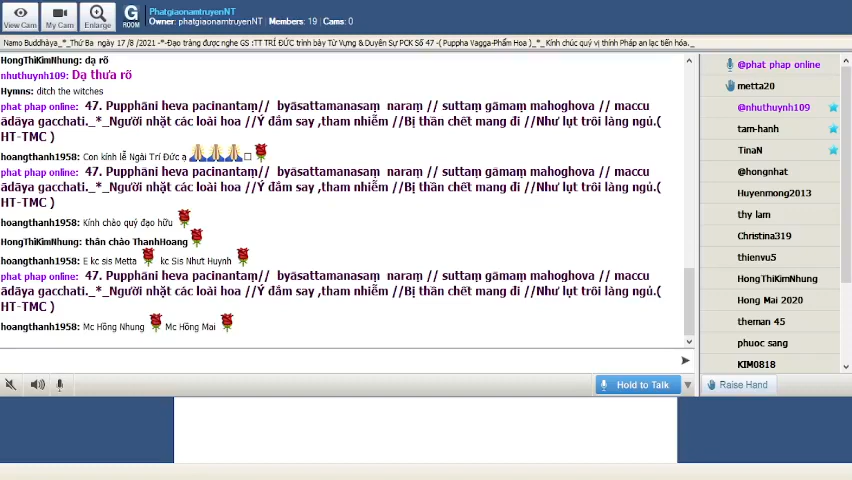 View Cam
My Cam
Enlarge
G
ROOM
PhatgiaonamtruyenNT
Owner: phatgiaonamtruyenNT | Members: 19 | Cams: 0
Namo Buddhàya_*_Thứ Ba ngày 17/8 /2021 -*-Đạo tràng được nghe GS :TT TRÍ ĐỨC trình bày Từ Vựng & Duyên Sự PCK Số 47 -( Puppha Vagga-Phẩm Hoa )_*_ Kính chúc quý vị thính Pháp an lạc tiến hóa._
HongThiKimNhung: dạ rõ
nhuthuynh109: Dạ thưa rõ
Hymns: ditch the witches
phat phap online: 47. Pupphāni heva pacinantaṃ// byāsattamanasaṃ naraṃ // suttaṃ gāmaṃ mahoghova // maccu
ādāya gacchati._*_Người nhặt các loài hoa //Ý đắm say ,tham nhiễm //Bị thần chết mang đi //Như lụt trôi làng ngủ.(
HT-TMC )
hoangthanh1958: Con kính lễ Ngài Trí Đức ạ
phat phap online: 47. Pupphāni heva pacinantaṃ// byāsattamanasaṃ naraṃ // suttaṃ gāmaṃ mahoghova // maccu
ādāya gacchati._*_Người nhặt các loài hoa //Ý đắm say ,tham nhiễm //Bị thần chết mang đi //Như lụt trôi làng ngủ.(
HT-TMC )
hoangthanh1958: Kính chào quý đạo hữu
HongThiKimNhung: thân chào ThanhHoang
hoangthanh1958: E kc sis Metta kc Sis Nhựt Huỳnh
phat phap online: 47. Pupphāni heva pacinantaṃ// byāsattamanasaṃ naraṃ // suttaṃ gāmaṃ mahoghova // maccu
ādāya gacchati._*_Người nhặt các loài hoa //Ý đắm say ,tham nhiễm //Bị thần chết mang đi //Như lụt trôi làng ngủ.(
HT-TMC )
hoangthanh1958: Mc Hồng Nhung Mc Hồng Mai
Hold to Talk
@phat phap online
metta20
@nhuthuynh109
tam-hanh
TinaN
@hongnhat
Huyenmong2013
thy lam
Christina319
thienvu5
HongThiKimNhung
Hong Mai 2020
theman 45
phuoc sang
KIM0818
Raise Hand